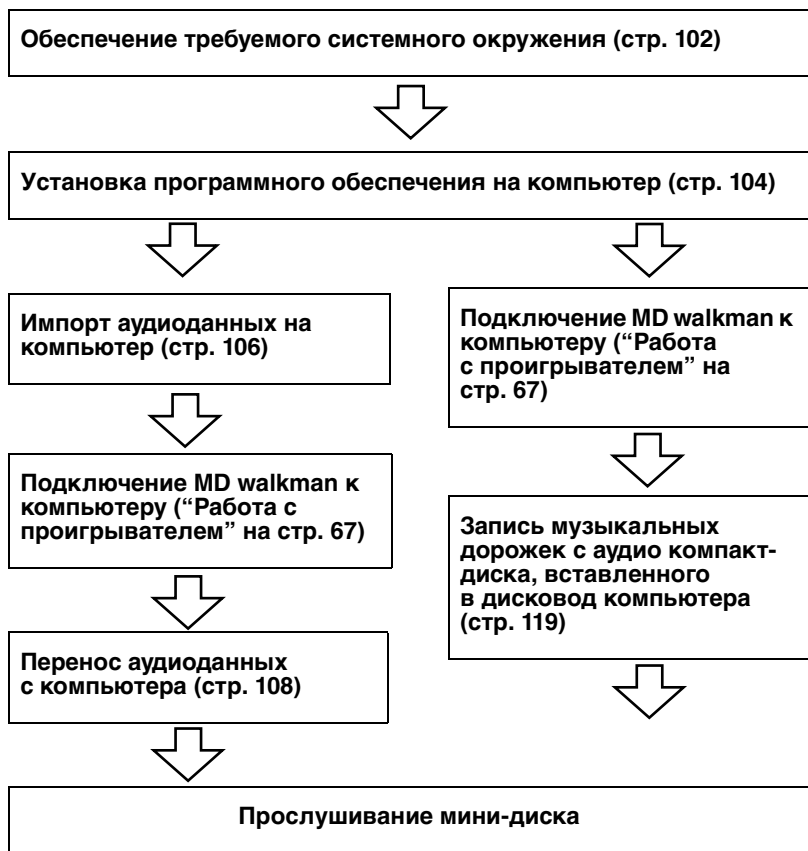 Обеспечение требуемого системного окружения (стр. 102)
Установка программного обеспечения на компьютер (стр. 104)
Импорт аудиоданных на
компьютер (стр. 106)
Подключение MD walkman к
компьютеру (“Работа с
проигрывателем” на стр. 67)
Перенос аудиоданных
с компьютера (стр. 108)
Подключение MD walkman к
компьютеру (“Работа
с проигрывателем” на
стр. 67)
Запись музыкальных
дорожек с аудио компакт-
диска, вставленного
в дисковод компьютера
(стр. 119)
Прослушивание мини-диска